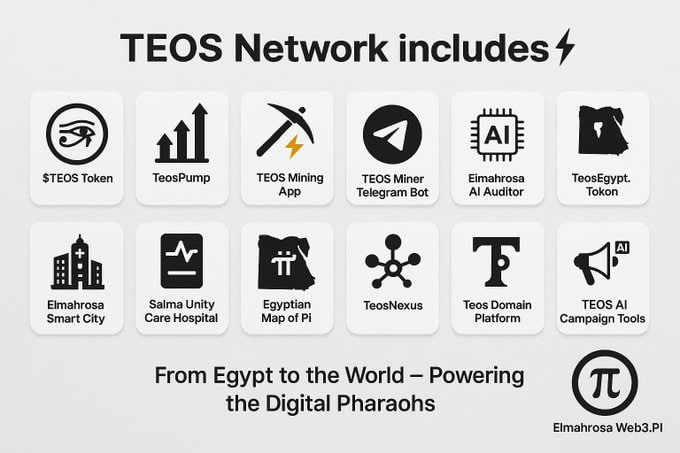 TEOS Network includes
$TEOS Token
TeosPump
TEOS Mining
App
TEOS Miner
Telegram Bot
AI
Eimahrosa
AI Auditor
TeosEgypt.
Tokon
Elmahrosa
Smart City
Salma Unity
Care Hospital
π
Egyptian
Map of Pi
TeosNexus
T
Teos Domain
Platform
AI
TEOS AI
Campaign Tools
From Egypt to the World – Powering
the Digital Pharaohs
π
Elmahrosa Web3.PI